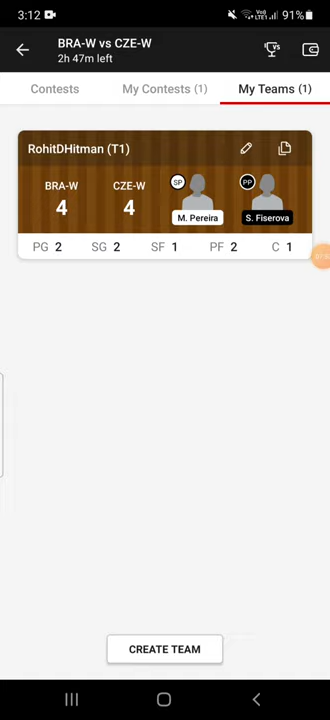 3:12 91%
BRA-W vs CZE-W
2h 47m left
Contests My Contests (1) My Teams (1)
RohitDHitman (T1)
BRA-W CZE-W SP PP
4 4
M. Pereira S. Fiserova
PG 2 SG 2 SF 1 PF 2 C 1
CREATE TEAM